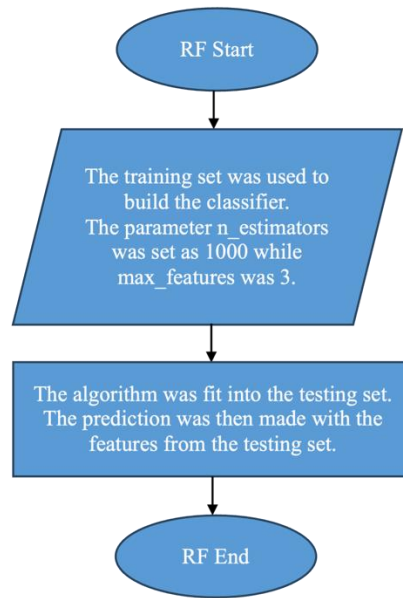 RF Start
The training set was used to
build the classifier.
The parameter n_estimators
was set as 1000 while
max_features was 3.
The algorithm was fit into the testing set.
The prediction was then made with the
features from the testing set.
RF End